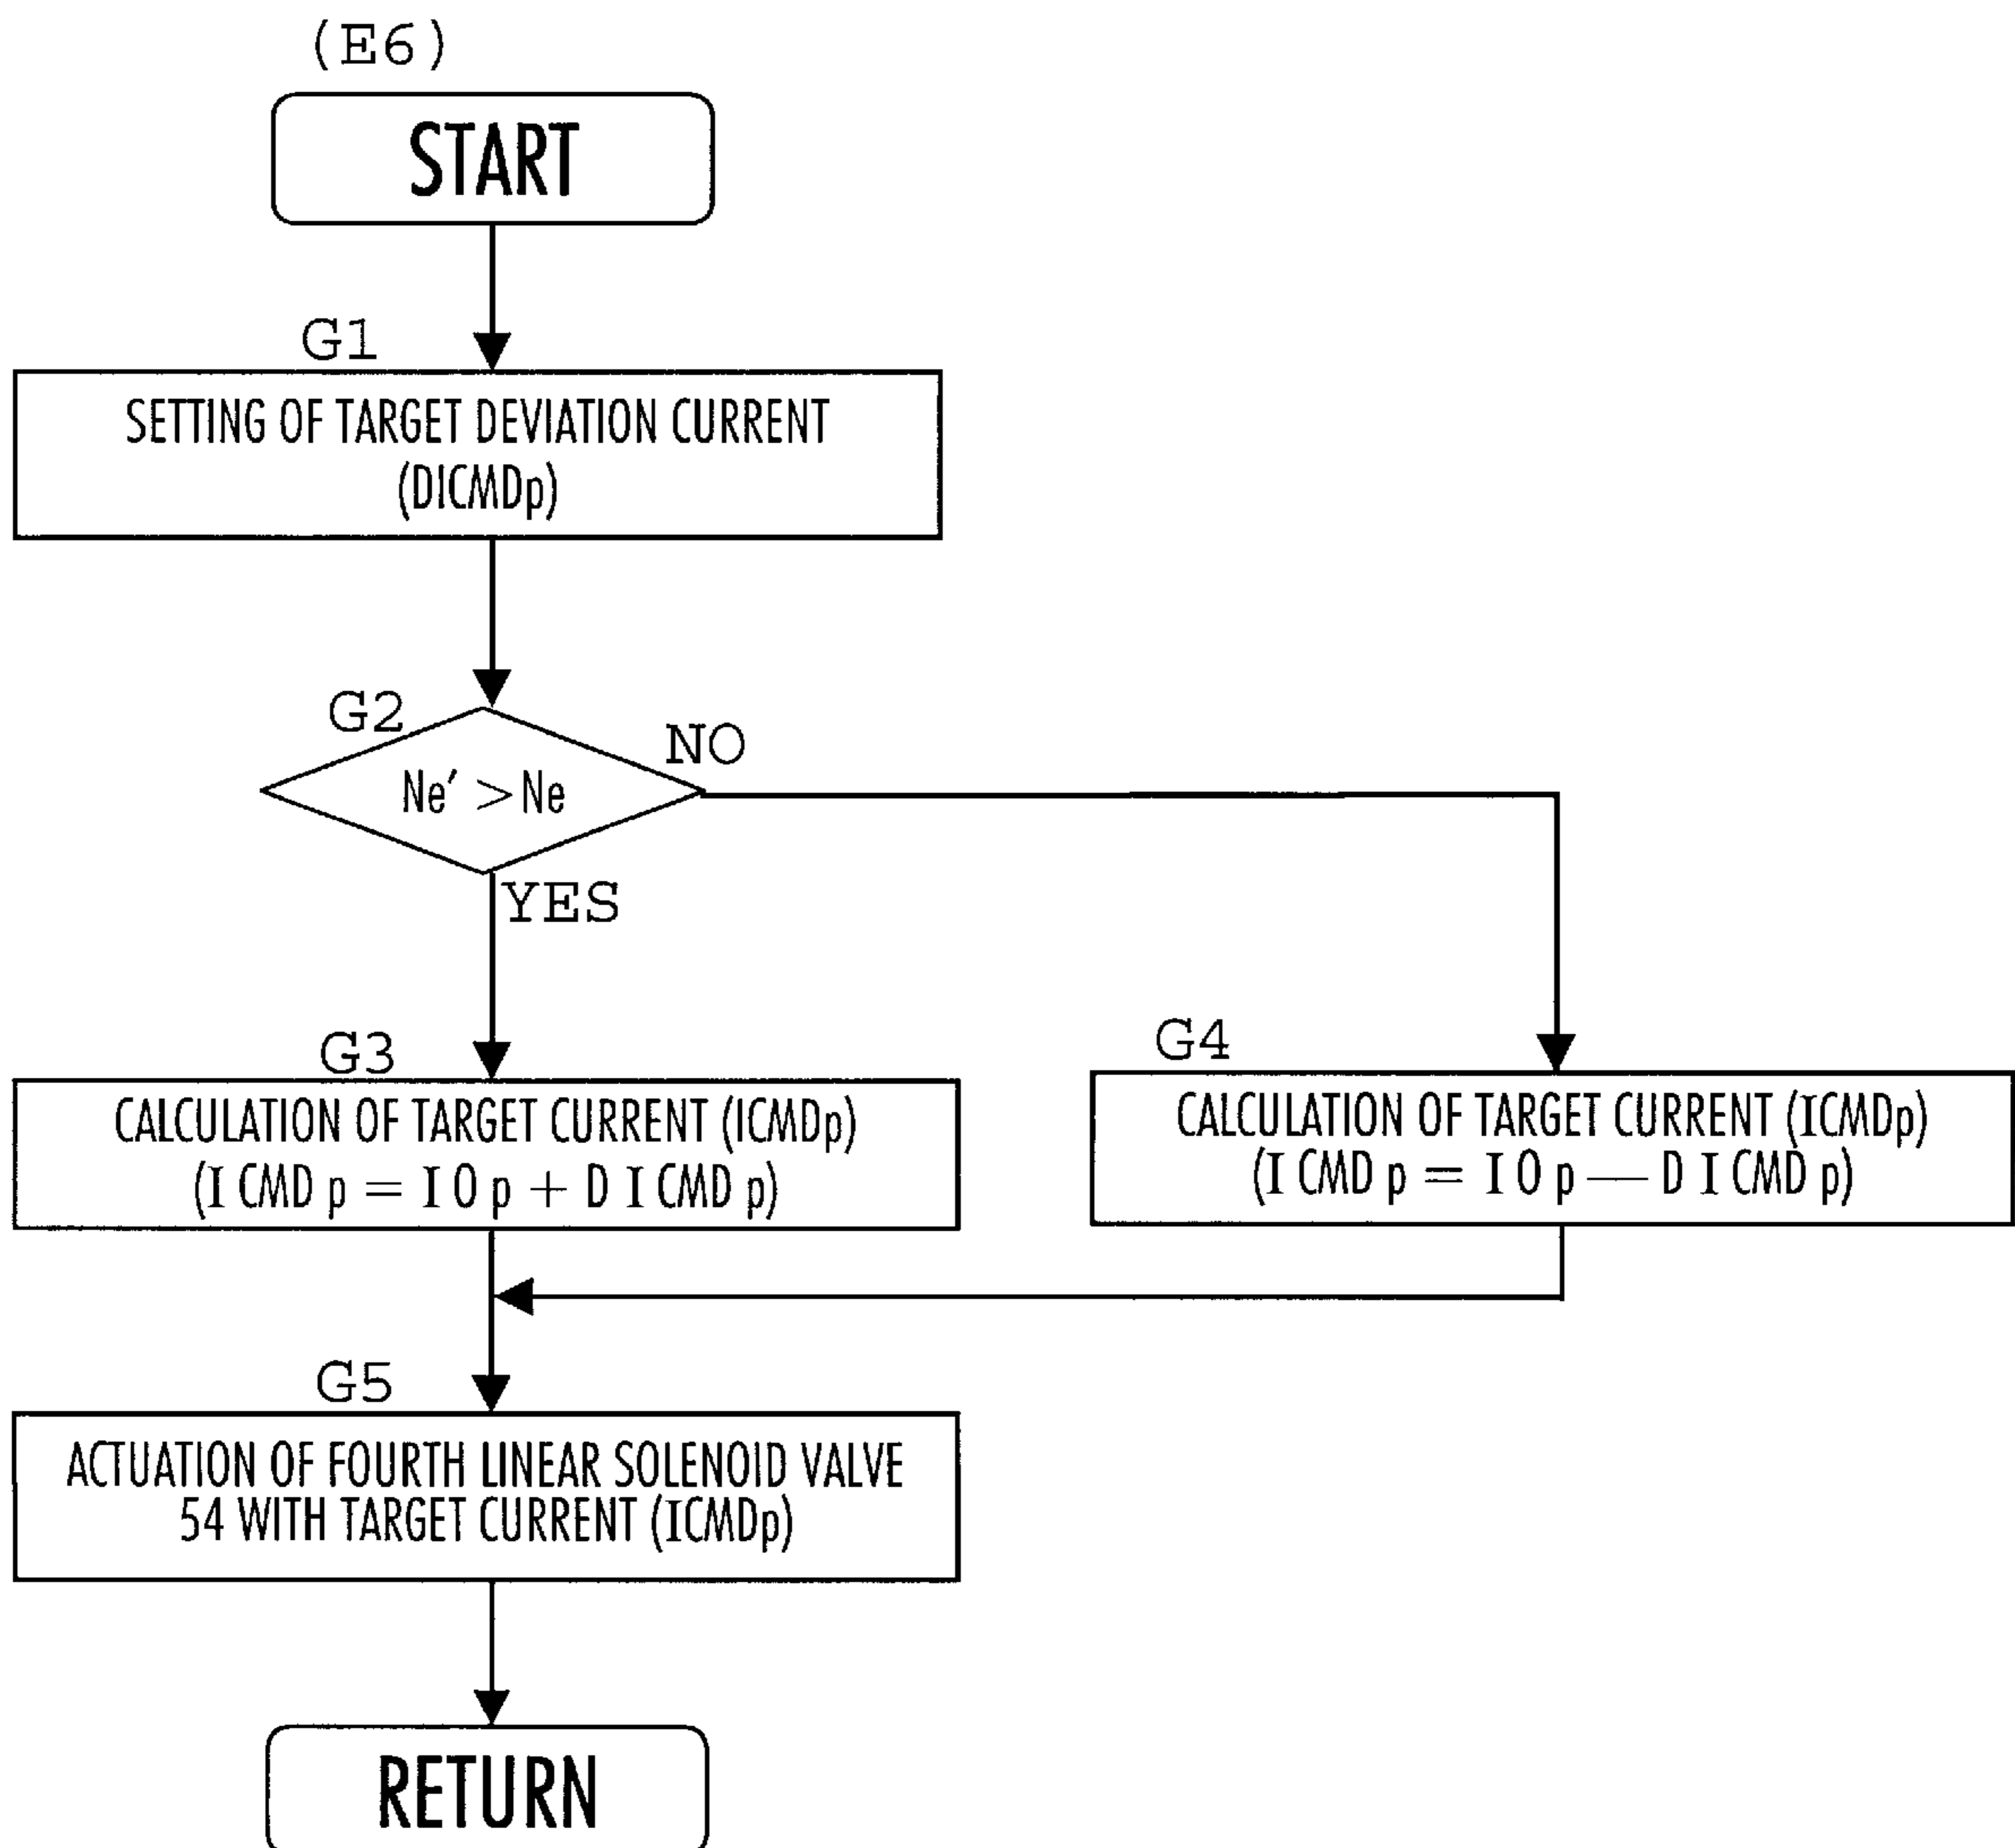 (E6)
START
G1
SETTING OF TARGET DEVIATION CURRENT
(DICMDp)
G2
NO
Ne′ >Ne
YES
G3
CALCULATION OF TARGET CURRENT (ICMDp)
(I CMD p = I O p + D I CMD p)
G4
CALCULATION OF TARGET CURRENT (ICMDp)
(I CMD p = I O p — D I CMD p)
G5
ACTUATION OF FOURTH LINEAR SOLENOID VALVE
54 WITH TARGET CURRENT (ICMDp)
RETURN